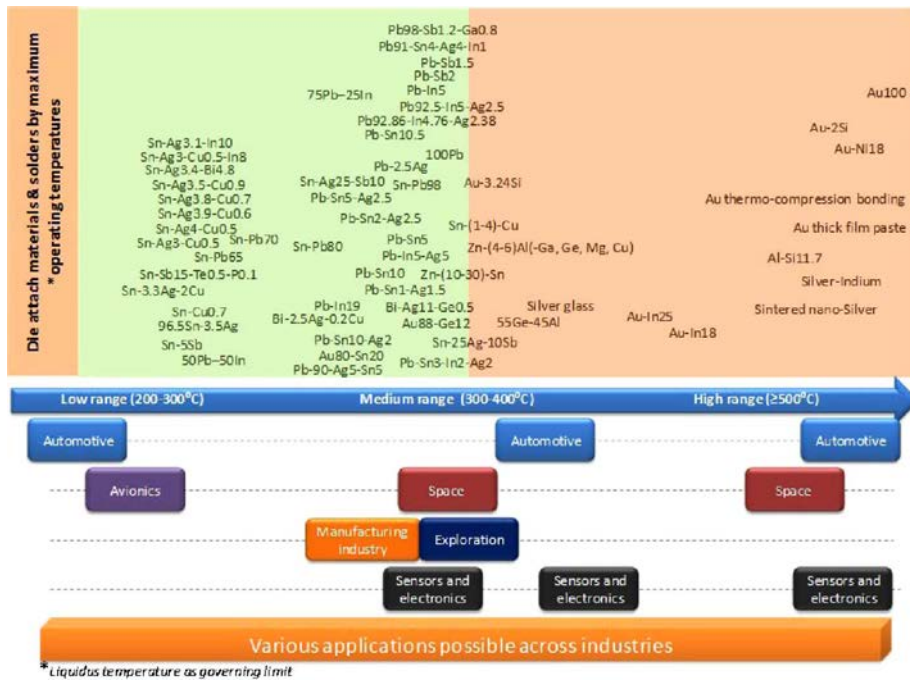 Die attach materials & solders by maximum
* operating temperatures
Pb98-Sb1.2-Ga0.8
Pb91-Sn4-Ag4-In1
Pb-Sb1.5
Pb-Sb2
Pb-In5
75Pb–25In
Au100
Pb92.5-In5-Ag2.5
Pb92.86-In4.76-Ag2.38
Au-2Si
Pb-Sn10.5
Sn-Ag3.1-In10
Au-Ni18
Sn-Ag3-Cu0.5-In8
100Pb
Sn-Ag3.4-Bi4.8
Pb-2.5Ag
Sn-Ag3.5-Cu0.9
Sn-Ag25-Sb10
Sn-Pb98
Au-3.24Si
Sn-Ag3.8-Cu0.7
Pb-Sn5-Ag2.5
Au thermo-compression bonding
Sn-Ag3.9-Cu0.6
Pb-Sn2-Ag2.5
Sn-Ag4-Cu0.5
Sn-(1-4)-Cu
Au thick film paste
Sn-Ag3-Cu0.5
Sn-Pb70
Sn-Pb80
Pb-Sn5
Zn-(4-6)Al(-Ga, Ge, Mg, Cu)
Sn-Pb65
Pb-In5-Ag5
Al-Si11.7
Sn-Sb15-Te0.5-P0.1
Pb-Sn10
Zn-(10-30)-Sn
Silver-Indium
Sn-3.3Ag-2Cu
Pb-Sn1-Ag1.5
Pb-In19
Bi-Ag11-Ge0.5
Silver glass
Sintered nano-Silver
Sn-Cu0.7
Bi-2.5Ag-0.2Cu
Au88-Ge12
55Ge-45Al
Au-In25
96.5Sn-3.5Ag
Au-In18
Sn-5Sb
Pb-Sn10-Ag2
Sn-25Ag-10Sb
50Pb–50In
Au80-Sn20
Pb-Sn3-In2-Ag2
Pb-90-Ag5-Sn5
Low range (200-300⁰C)
Medium range (300-400⁰C)
High range (≥500⁰C)
Automotive
Automotive
Automotive
Avionics
Space
Space
Manufacturing
industry
Exploration
Sensors and
electronics
Sensors and
electronics
Sensors and
electronics
Various applications possible across industries
* Liquidus temperature as governing limit